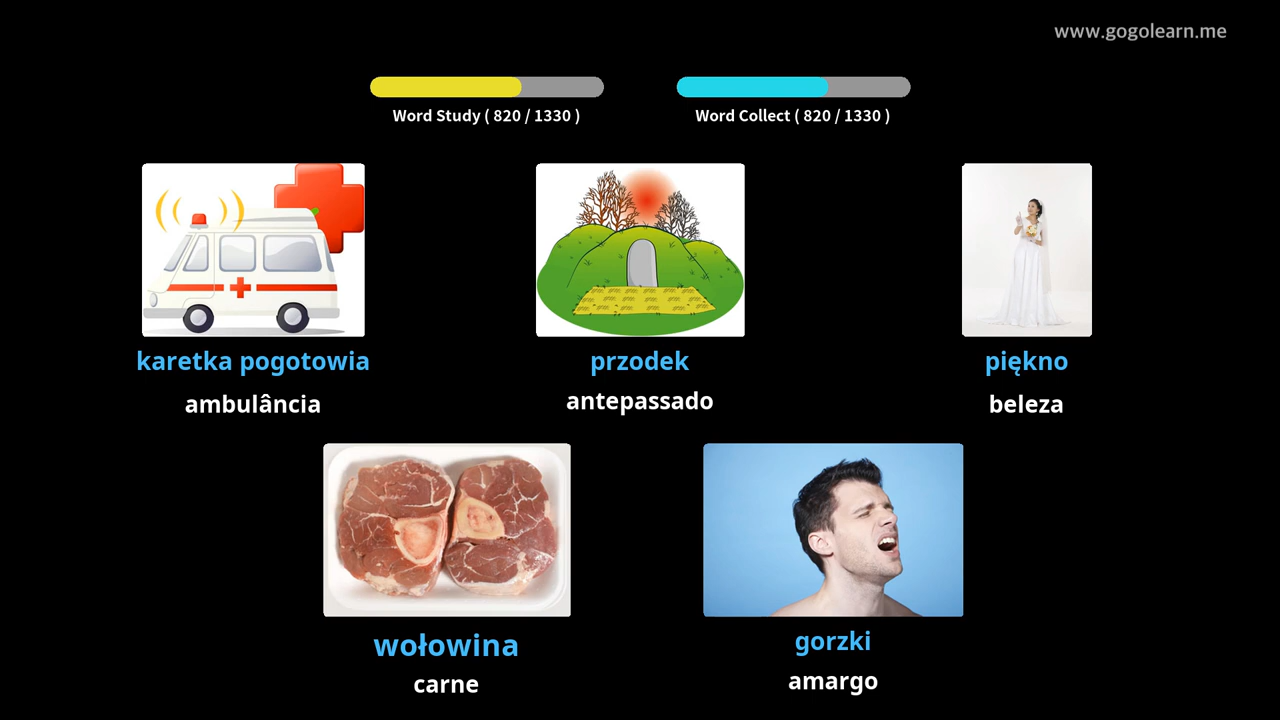 www.gogolearn.me
Word Study ( 820 / 1330 )
Word Collect ( 820 / 1330 )
karetka pogotowia
ambulância
przodek
antepassado
piękno
beleza
wołowina
carne
gorzki
amargo